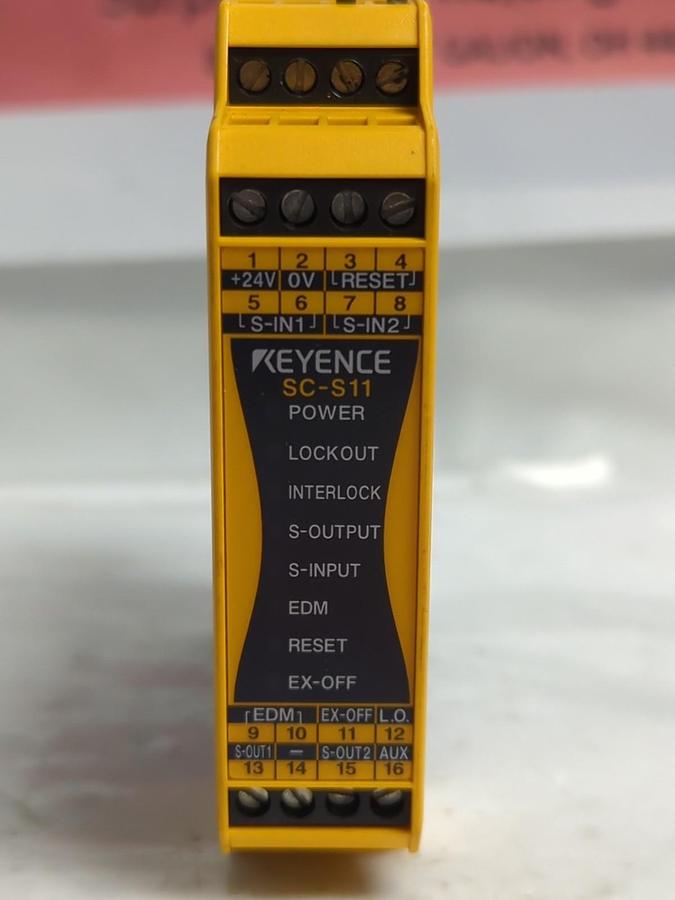 GALION, OH
1 2 3 4
+24V 0V RESET
5 6 7 8
S-IN1 S-IN2
KEYENCE
SC-S11
POWER
LOCKOUT
INTERLOCK
S-OUTPUT
S-INPUT
EDM
RESET
EX-OFF
EDM EX-OFF L.O.
9 10 11 12
S-OUT1 — S-OUT2 AUX
13 14 15 16